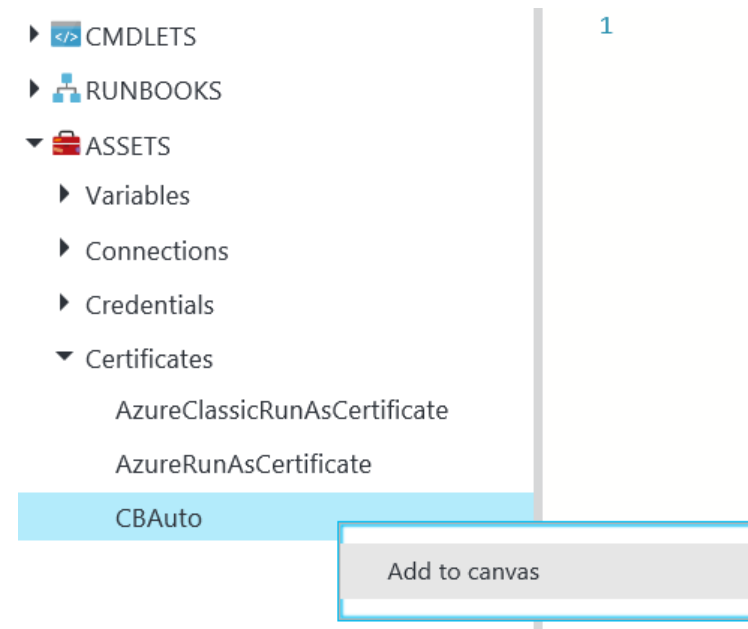 CMDLETS
1
RUNBOOKS
ASSETS
Variables
Connections
Credentials
Certificates
AzureClassicRunAsCertificate
AzureRunAsCertificate
CBAuto
Add to canvas